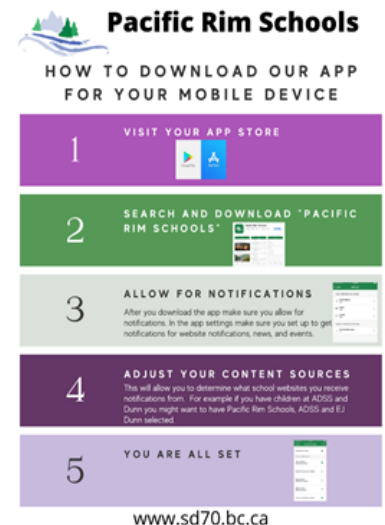 Pacific Rim Schools
HOW TO DOWNLOAD OUR APP
FOR YOUR MOBILE DEVICE
1
VISIT YOUR APP STORE
2
SEARCH AND DOWNLOAD "PACIFIC
RIM SCHOOLS"
3
ALLOW FOR NOTIFICATIONS
After you download the app make sure you allow for
notifications. In the app settings make sure you set up to get
notifications for website notifications, news, and events.
4
ADJUST YOUR CONTENT SOURCES
This will allow you to determine what school websites you receive
notifications from. For example if you have children at ADSS and
Dunn you might want to have Pacific Rim Schools, ADSS and EJ
Dunn selected.
5
YOU ARE ALL SET
www.sd70.bc.ca